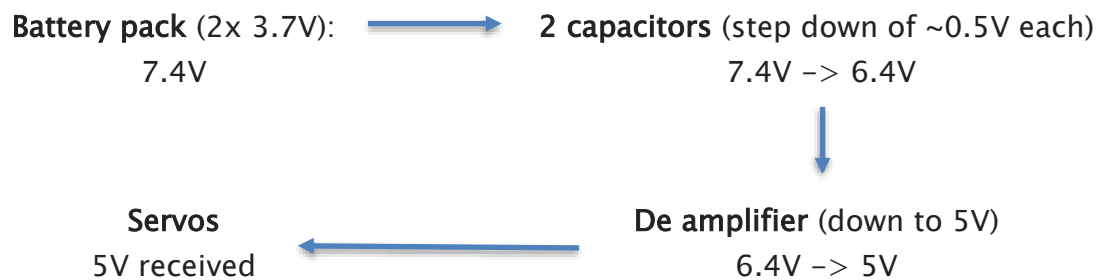 Battery pack (2x 3.7V):
7.4V
2 capacitors (step down of ~0.5V each)
7.4V –> 6.4V
De amplifier (down to 5V)
6.4V –> 5V
Servos
5V received